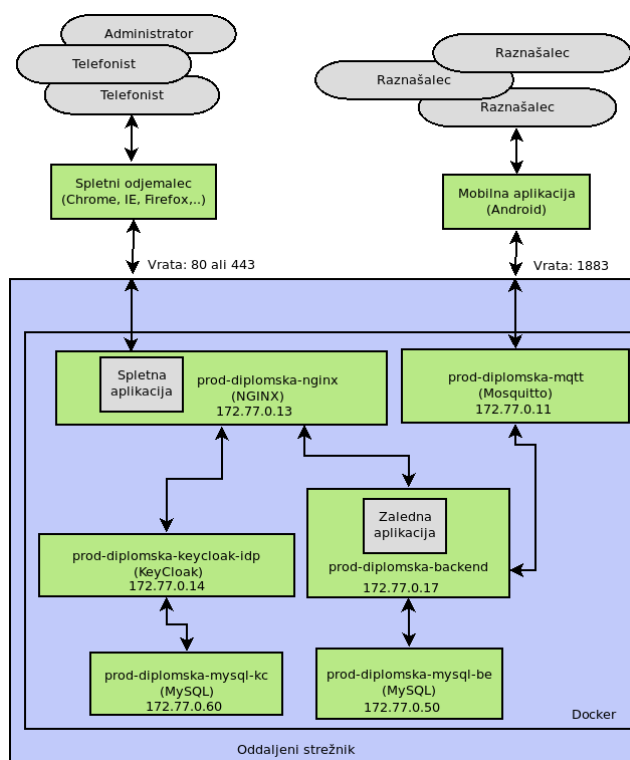 Administrator
Telefonist
Telefonist
Raznašalec
Raznašalec
Raznašalec
Spletni odjemalec
(Chrome, IE, Firefox,..)
Mobilna aplikacija
(Android)
Vrata: 80 ali 443
Vrata: 1883
Spletna
aplikacija
prod-diplomska-nginx
(NGINX)
172.77.0.13
prod-diplomska-mqtt
(Mosquitto)
172.77.0.11
prod-diplomska-keycloak-idp
(KeyCloak)
172.77.0.14
Zaledna
aplikacija
prod-diplomska-backend
172.77.0.17
prod-diplomska-mysql-kc
(MySQL)
172.77.0.60
prod-diplomska-mysql-be
(MySQL)
172.77.0.50
Docker
Oddaljeni strežnik